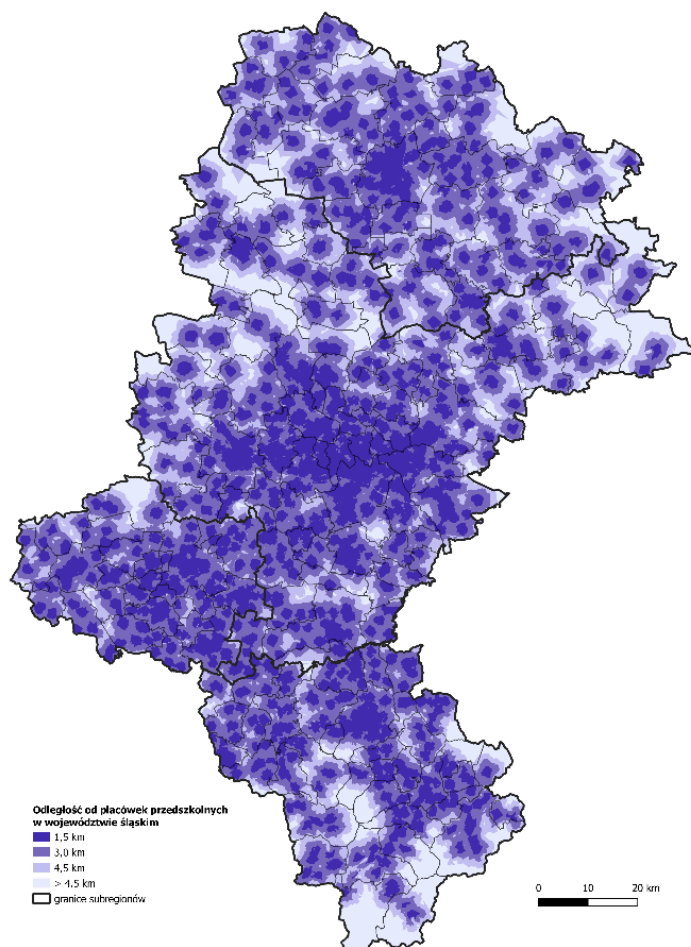 Odległość od placówek przedszkolnych
w województwie śląskim
1,5 km
3,0 km
4,5 km
> 4,5 km
granice subregionów
0 10 20 km